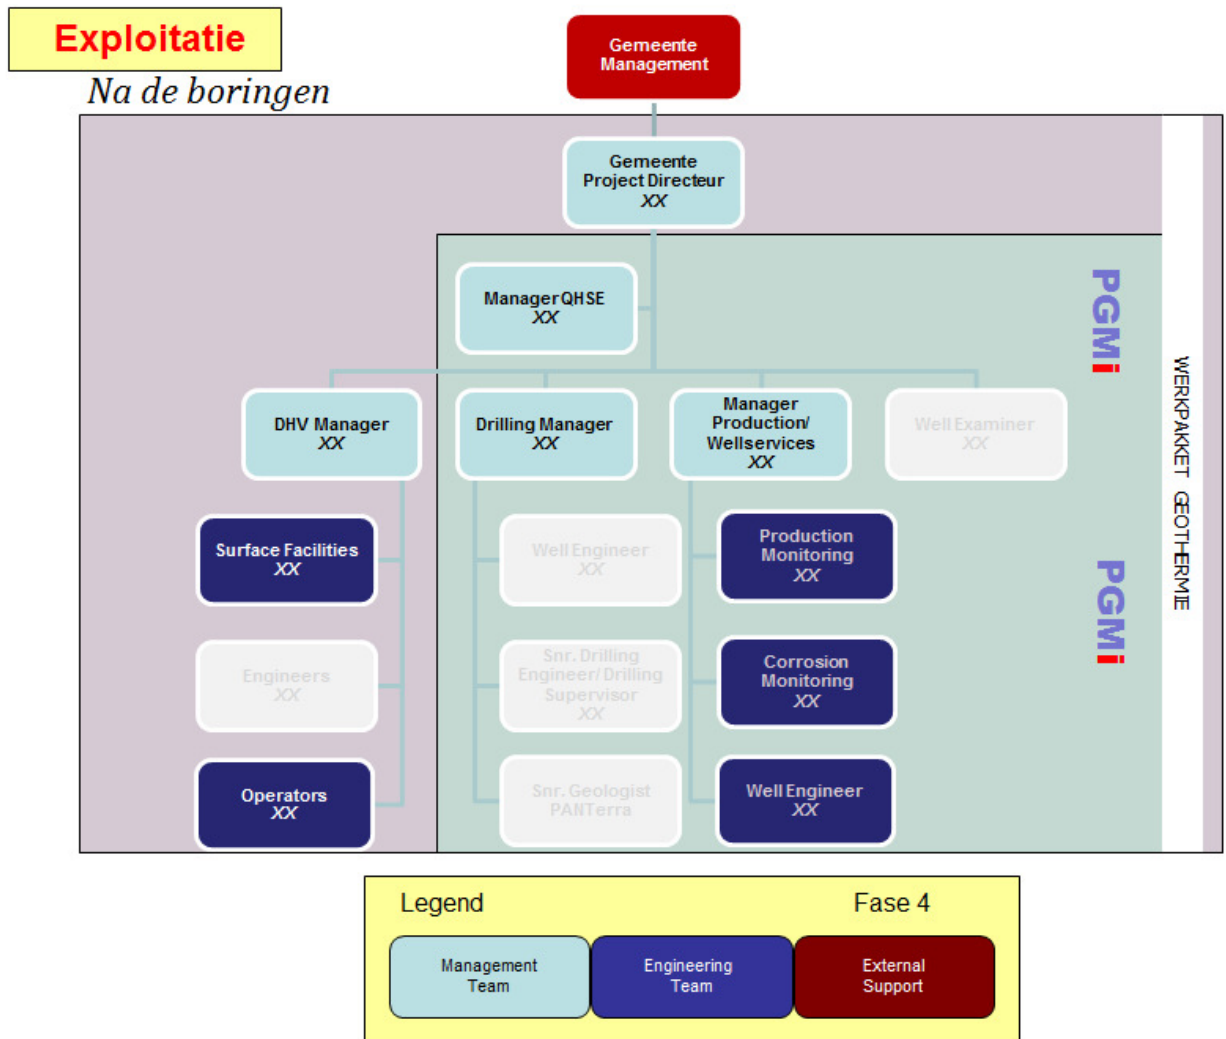 Exploitatie
Na de boringen
Gemeente
Management
Gemeente
Project Directeur
XX
Manager QHSE
XX
DHV Manager
XX
Drilling Manager
XX
Manager
Production/
Wellservices
XX
Well Examiner
XX
Surface Facilities
XX
Engineers
XX
Operators
XX
Well Engineer
XX
Snr. Drilling
Engineer/Drilling
Supervisor
XX
Snr. Geologist
PANTerra
Production
Monitoring
XX
Corrosion
Monitoring
XX
Well Engineer
XX
PGMi
PGMi
WERKPAKKET GEOTHERMIE
Legend
Fase 4
Management
Team
Engineering
Team
External
Support